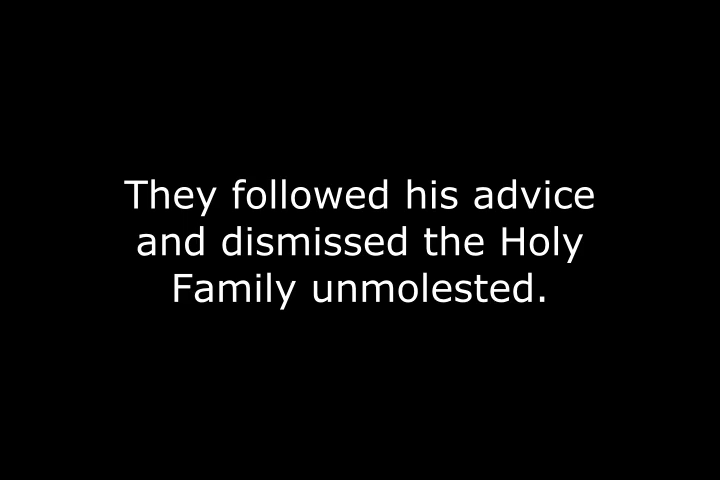 They followed his advice
and dismissed the Holy
Family unmolested.